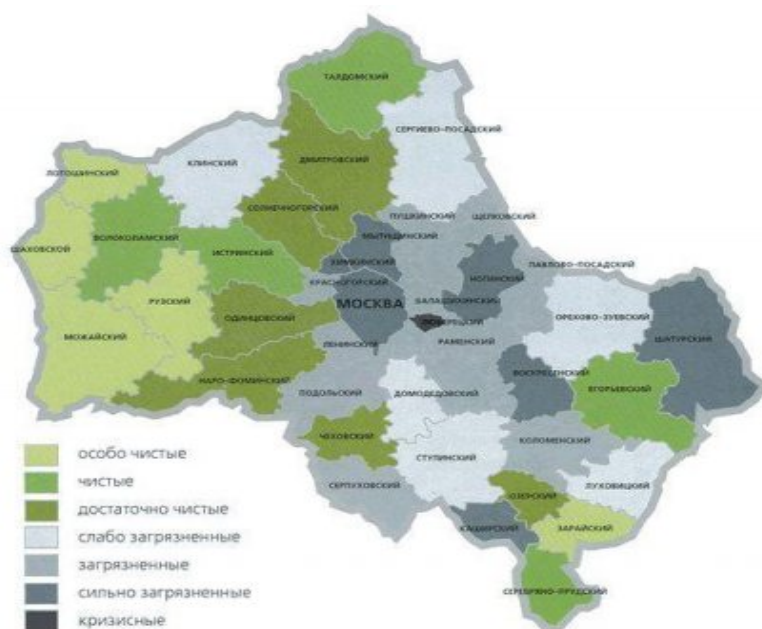 ТАЛДОМСКИЙ
СЕРГИЕВО-ПОСАДСКИЙ
КЛИНСКИЙ
ДМИТРОВСКИЙ
ЛОТОШИНСКИЙ
СОЛНЕЧНОГОРСКИЙ
ПУШКИНСКИЙ
ЩЕЛКОВСКИЙ
ВОЛОКОЛАМСКИЙ
МЫТИЩИНСКИЙ
ШАХОВСКОЙ
ИСТРИНСКИЙ
ХИМКИНСКИЙ
ПАВЛОВО-ПОСАДСКИЙ
НОГИНСКИЙ
КРАСНОГОРСКИЙ
РУЗСКИЙ
МОСКВА
БАЛАШИХИНСКИЙ
ОДИНЦОВСКИЙ
ЛЮБЕРЕЦКИЙ
ОРЕХОВО-ЗУЕВСКИЙ
МОЖАЙСКИЙ
ЛЕНИНСКИЙ
РАМЕНСКИЙ
ШАТУРСКИЙ
НАРО-ФОМИНСКИЙ
ВОСКРЕСЕНСКИЙ
ПОДОЛЬСКИЙ
ДОМОДЕДОВСКИЙ
ЕГОРЬЕВСКИЙ
ЧЕХОВСКИЙ
КОЛОМЕНСКИЙ
СТУПИНСКИЙ
СЕРПУХОВСКИЙ
ЛУХОВИЦКИЙ
ОЗЕРСКИЙ
КАШИРСКИЙ
ЗАРАЙСКИЙ
СЕРЕБРЯНО-ПРУДСКИЙ
особо чистые
чистые
достаточно чистые
слабо загрязненные
загрязненные
сильно загрязненные
кризисные